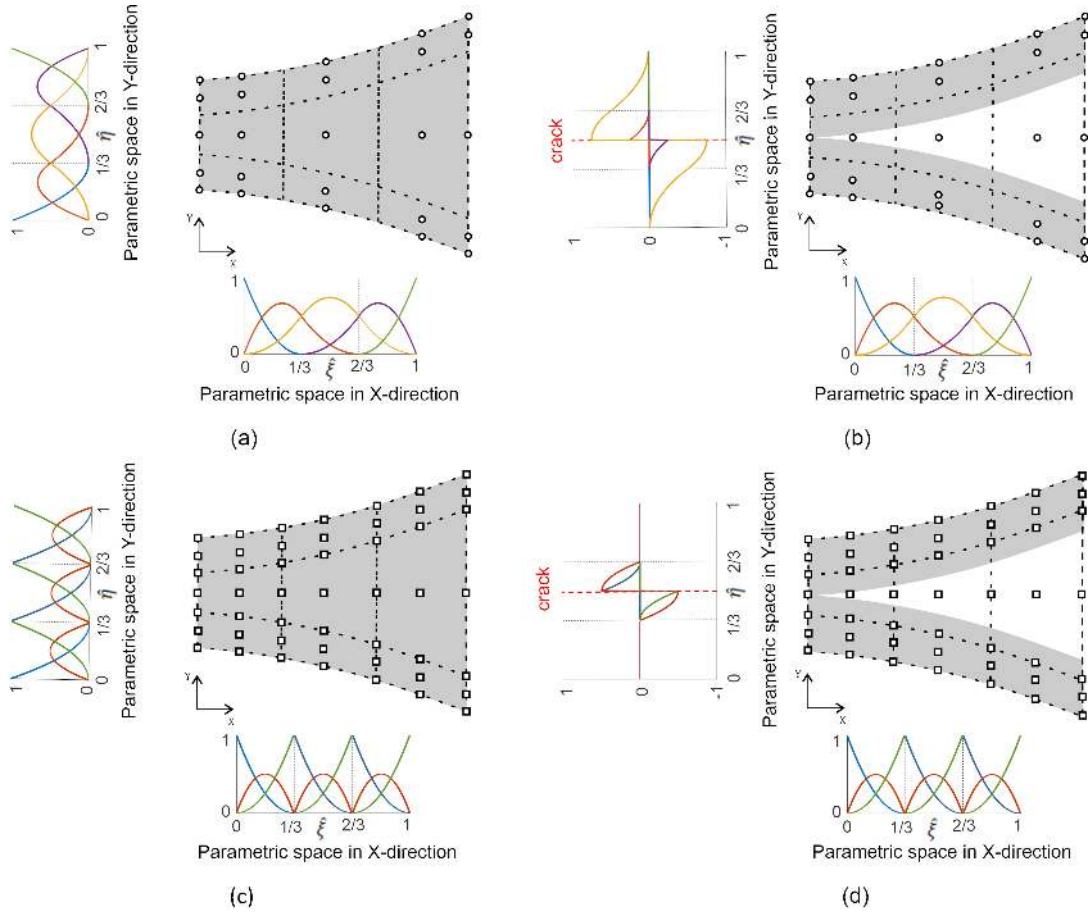 1
0
Parametric space in Y-direction
0
1/3
η̂
2/3
1
Y
X
1
0
0
1/3
ξ̂
2/3
1
Parametric space in X-direction
(a)
crack
1
0
-1
Parametric space in Y-direction
0
1/3
η̂
2/3
1
Y
X
1
0
0
1/3
ξ̂
2/3
1
Parametric space in X-direction
(b)
1
0
Parametric space in Y-direction
0
1/3
η̂
2/3
1
Y
X
1
0
0
1/3
ξ̂
2/3
1
Parametric space in X-direction
(c)
crack
1
0
-1
Parametric space in Y-direction
0
1/3
η̂
2/3
1
Y
X
1
0
0
1/3
ξ̂
2/3
1
Parametric space in X-direction
(d)